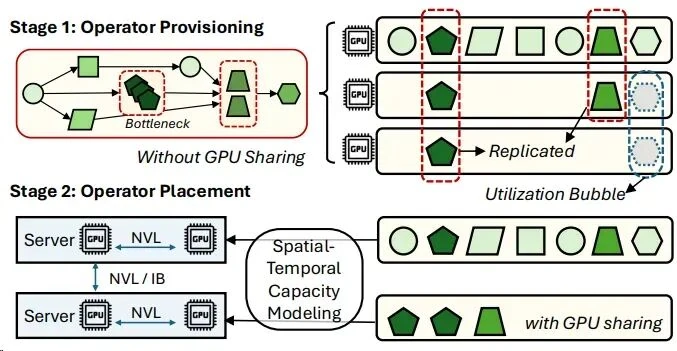 Stage 1: Operator Provisioning
Bottleneck
Without GPU Sharing
GPU
GPU
GPU
Replicated
Utilization Bubble
Stage 2: Operator Placement
Server
GPU
NVL
GPU
NVL / IB
Server
GPU
NVL
GPU
Spatial-
Temporal
Capacity
Modeling
with GPU sharing